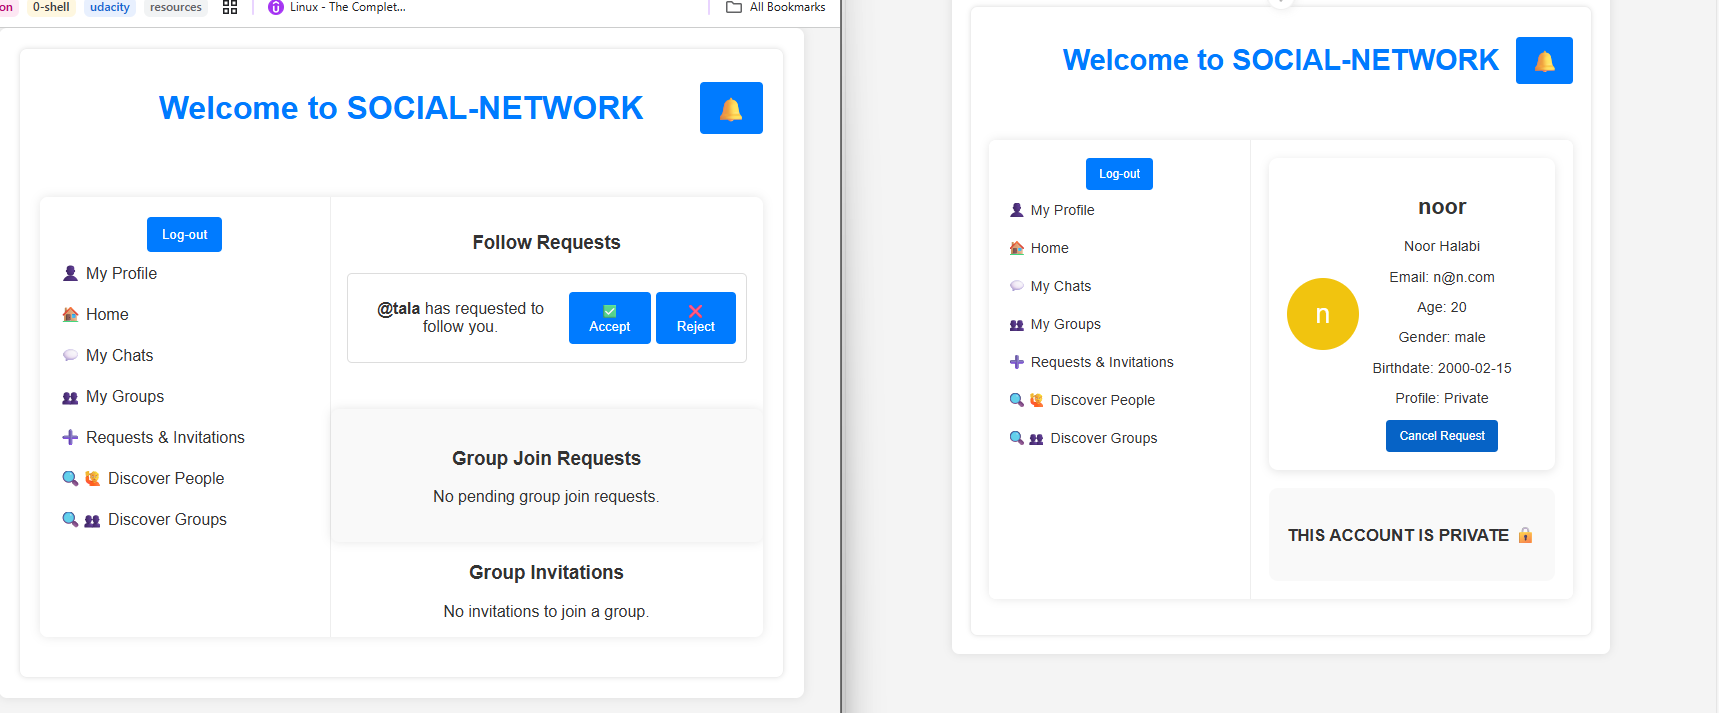 on 0-shell udacity resources Linux - The Complet... All Bookmarks
Welcome to SOCIAL-NETWORK
Log-out
My Profile
Home
My Chats
My Groups
Requests & Invitations
Discover People
Discover Groups
Follow Requests
@tala has requested to
follow you.
Accept
Reject
Group Join Requests
No pending group join requests.
Group Invitations
No invitations to join a group.
Welcome to SOCIAL-NETWORK
Log-out
My Profile
Home
My Chats
My Groups
Requests & Invitations
Discover People
Discover Groups
n
noor
Noor Halabi
Email: n@n.com
Age: 20
Gender: male
Birthdate: 2000-02-15
Profile: Private
Cancel Request
THIS ACCOUNT IS PRIVATE